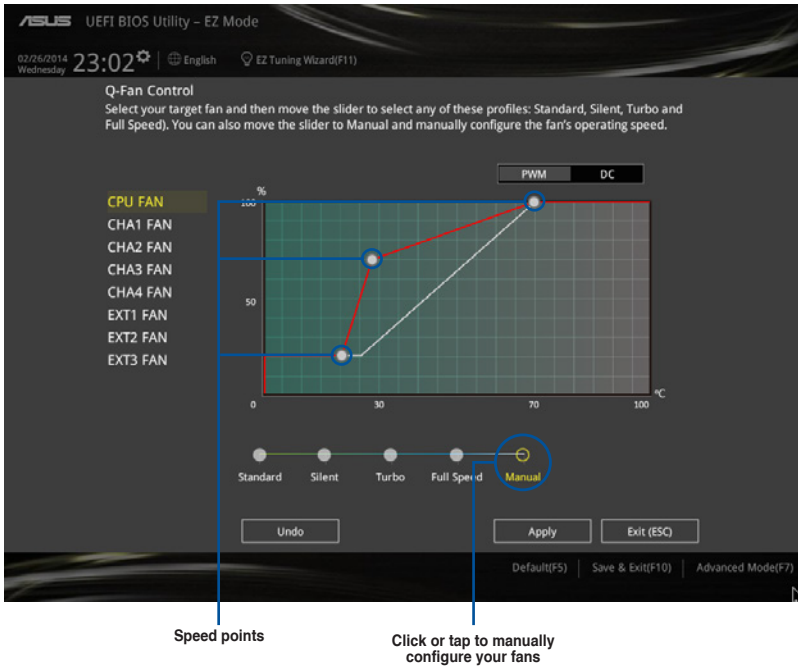 ASUS UEFI BIOS Utility – EZ Mode
02/26/2014
Wednesday
23:02
English
EZ Tuning Wizard(F11)
Q-Fan Control
Select your target fan and then move the slider to select any of these profiles: Standard, Silent, Turbo and
Full Speed). You can also move the slider to Manual and manually configure the fan's operating speed.
PWM DC
CPU FAN
CHA1 FAN
CHA2 FAN
CHA3 FAN
CHA4 FAN
EXT1 FAN
EXT2 FAN
EXT3 FAN
%
100
50
0 30 70 100
°C
Standard Silent Turbo Full Speed Manual
Undo Apply Exit (ESC)
Default(F5) Save & Exit(F10) Advanced Mode(F7)
Speed points
Click or tap to manually
configure your fans